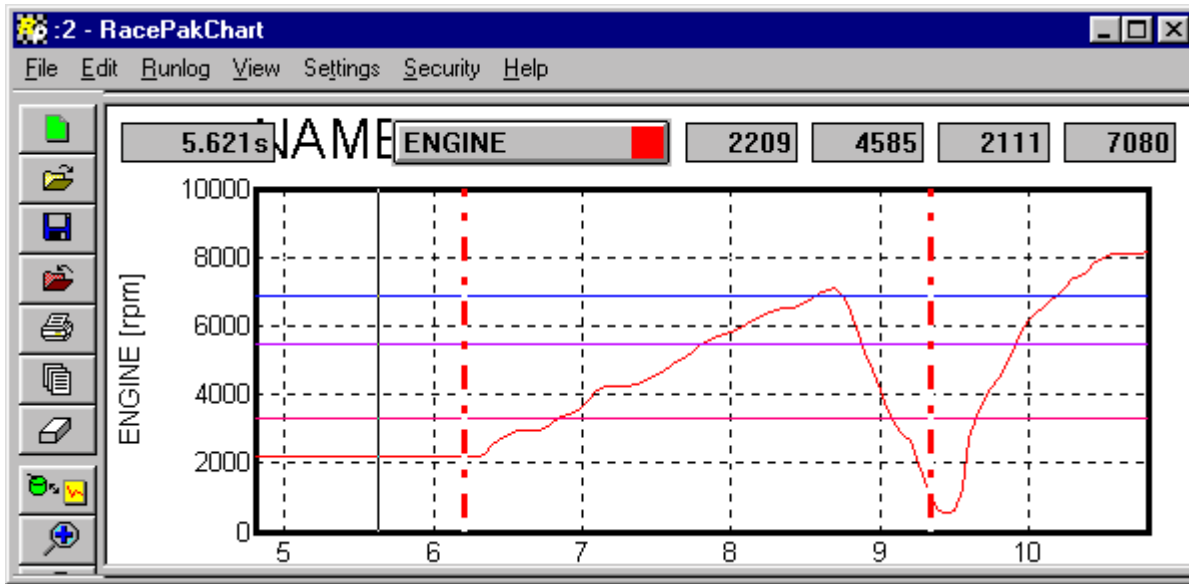 :2 - RacePakChart
File Edit Runlog View Settings Security Help
5.621s NAME ENGINE 2209 4585 2111 7080
10000
8000
6000
4000
2000
0
ENGINE [rpm]
5 6 7 8 9 10